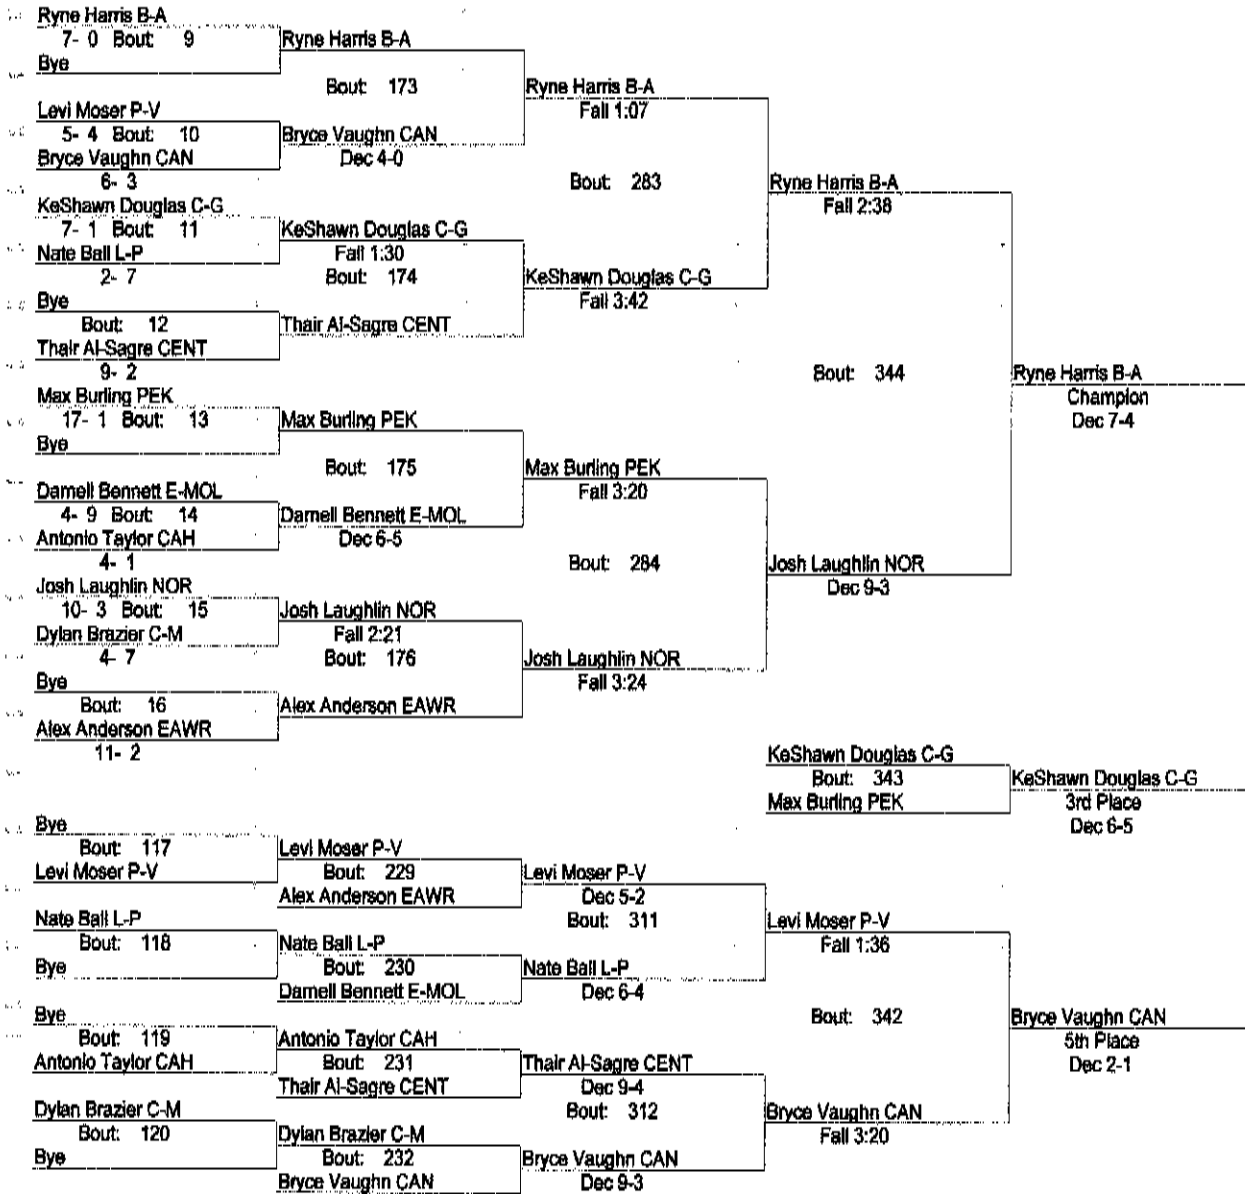 Ryne Harris B-A
7- 0 Bout: 9
Bye
Ryne Harris B-A
Bout: 173
Levi Moser P-V
5- 4 Bout: 10
Bryce Vaughn CAN
6- 3
Bryce Vaughn CAN
Dec 4-0
Ryne Harris B-A
Fall 1:07
Bout: 283
KeShawn Douglas C-G
7- 1 Bout: 11
Nate Ball L-P
2- 7
KeShawn Douglas C-G
Fall 1:30
Bout: 174
Bye
Bout: 12
Thair Al-Sagre CENT
9- 2
Thair Al-Sagre CENT
KeShawn Douglas C-G
Fall 3:42
Ryne Harris B-A
Fall 2:38
Bout: 344
Max Burling PEK
17- 1 Bout: 13
Bye
Max Burling PEK
Bout: 175
Darnell Bennett E-MOL
4- 9 Bout: 14
Antonio Taylor CAH
4- 1
Darnell Bennett E-MOL
Dec 6-5
Max Burling PEK
Fall 3:20
Bout: 284
Josh Laughlin NOR
10- 3 Bout: 15
Dylan Brazier C-M
4- 7
Josh Laughlin NOR
Fall 2:21
Bout: 176
Bye
Bout: 16
Alex Anderson EAWR
11- 2
Alex Anderson EAWR
Josh Laughlin NOR
Fall 3:24
Josh Laughlin NOR
Dec 9-3
Ryne Harris B-A
Champion
Dec 7-4
KeShawn Douglas C-G
Bout: 343
Max Burling PEK
KeShawn Douglas C-G
3rd Place
Dec 6-5
Bye
Bout: 117
Levi Moser P-V
Levi Moser P-V
Bout: 229
Alex Anderson EAWR
Levi Moser P-V
Dec 5-2
Bout: 311
Nate Ball L-P
Bout: 118
Bye
Nate Ball L-P
Bout: 230
Darnell Bennett E-MOL
Nate Ball L-P
Dec 6-4
Levi Moser P-V
Fall 1:36
Bout: 342
Bye
Bout: 119
Antonio Taylor CAH
Antonio Taylor CAH
Bout: 231
Thair Al-Sagre CENT
Thair Al-Sagre CENT
Dec 9-4
Bout: 312
Dylan Brazier C-M
Bout: 120
Bye
Dylan Brazier C-M
Bout: 232
Bryce Vaughn CAN
Bryce Vaughn CAN
Dec 9-3
Bryce Vaughn CAN
Fall 3:20
Bryce Vaughn CAN
5th Place
Dec 2-1